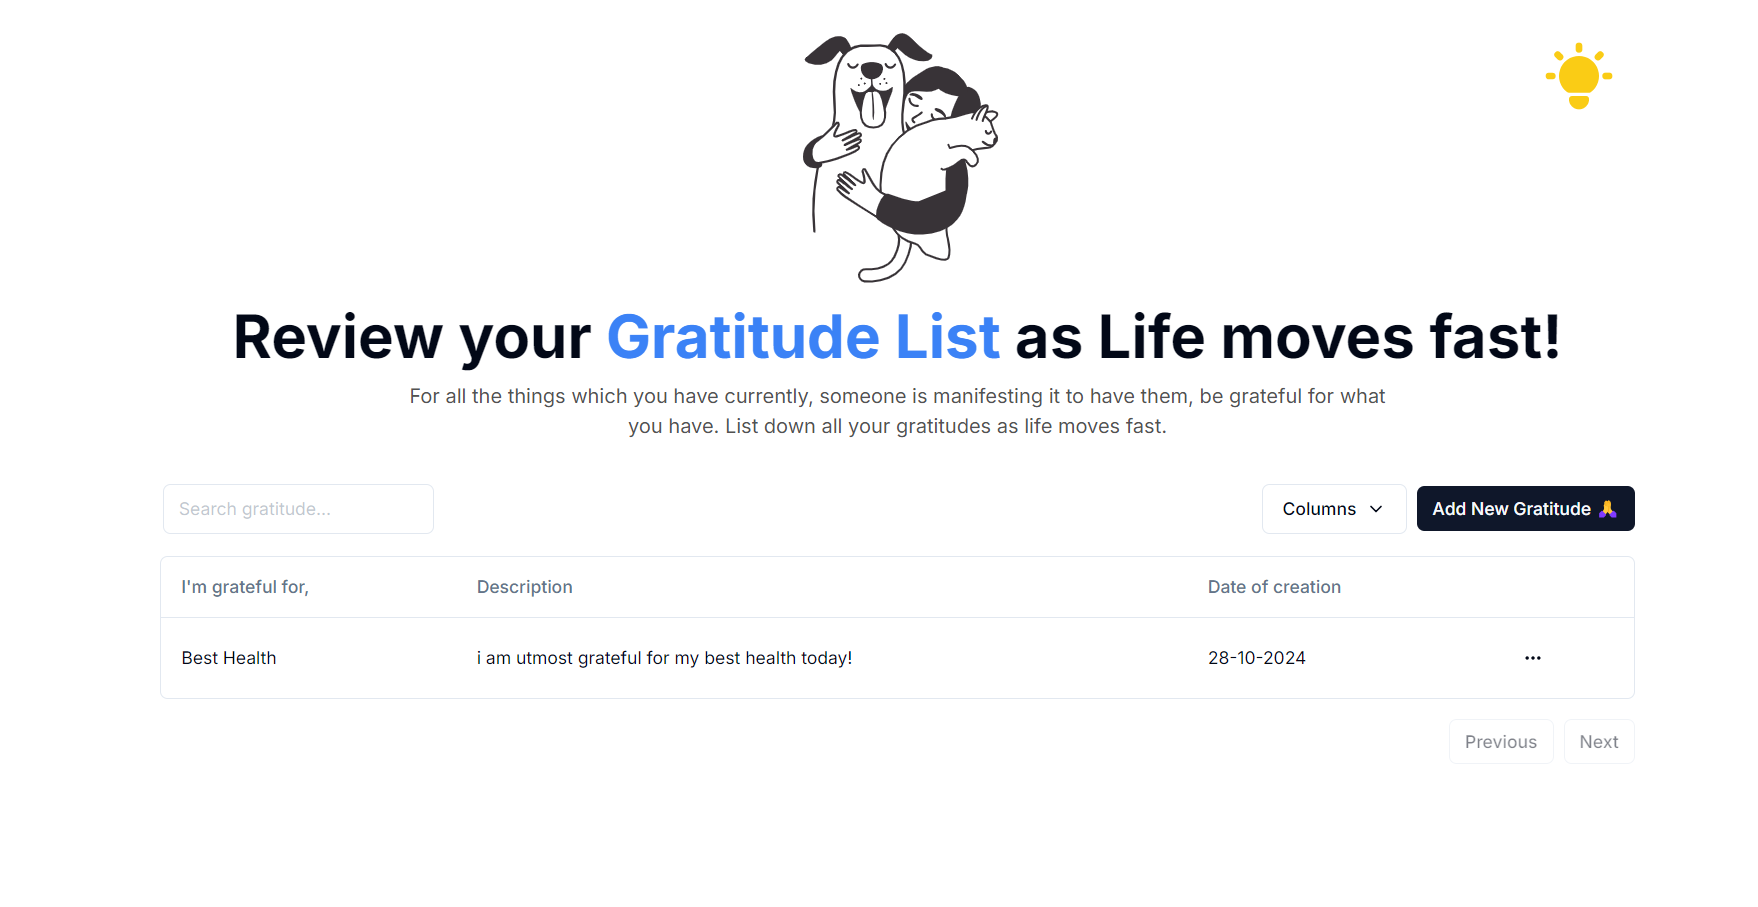 Review your Gratitude List as Life moves fast!
For all the things which you have currently, someone is manifesting it to have them, be grateful for what
you have. List down all your gratitudes as life moves fast.
Search gratitude...
Columns
Add New Gratitude 🙏
I'm grateful for,
Description
Date of creation
Best Health
i am utmost grateful for my best health today!
28-10-2024
Previous
Next